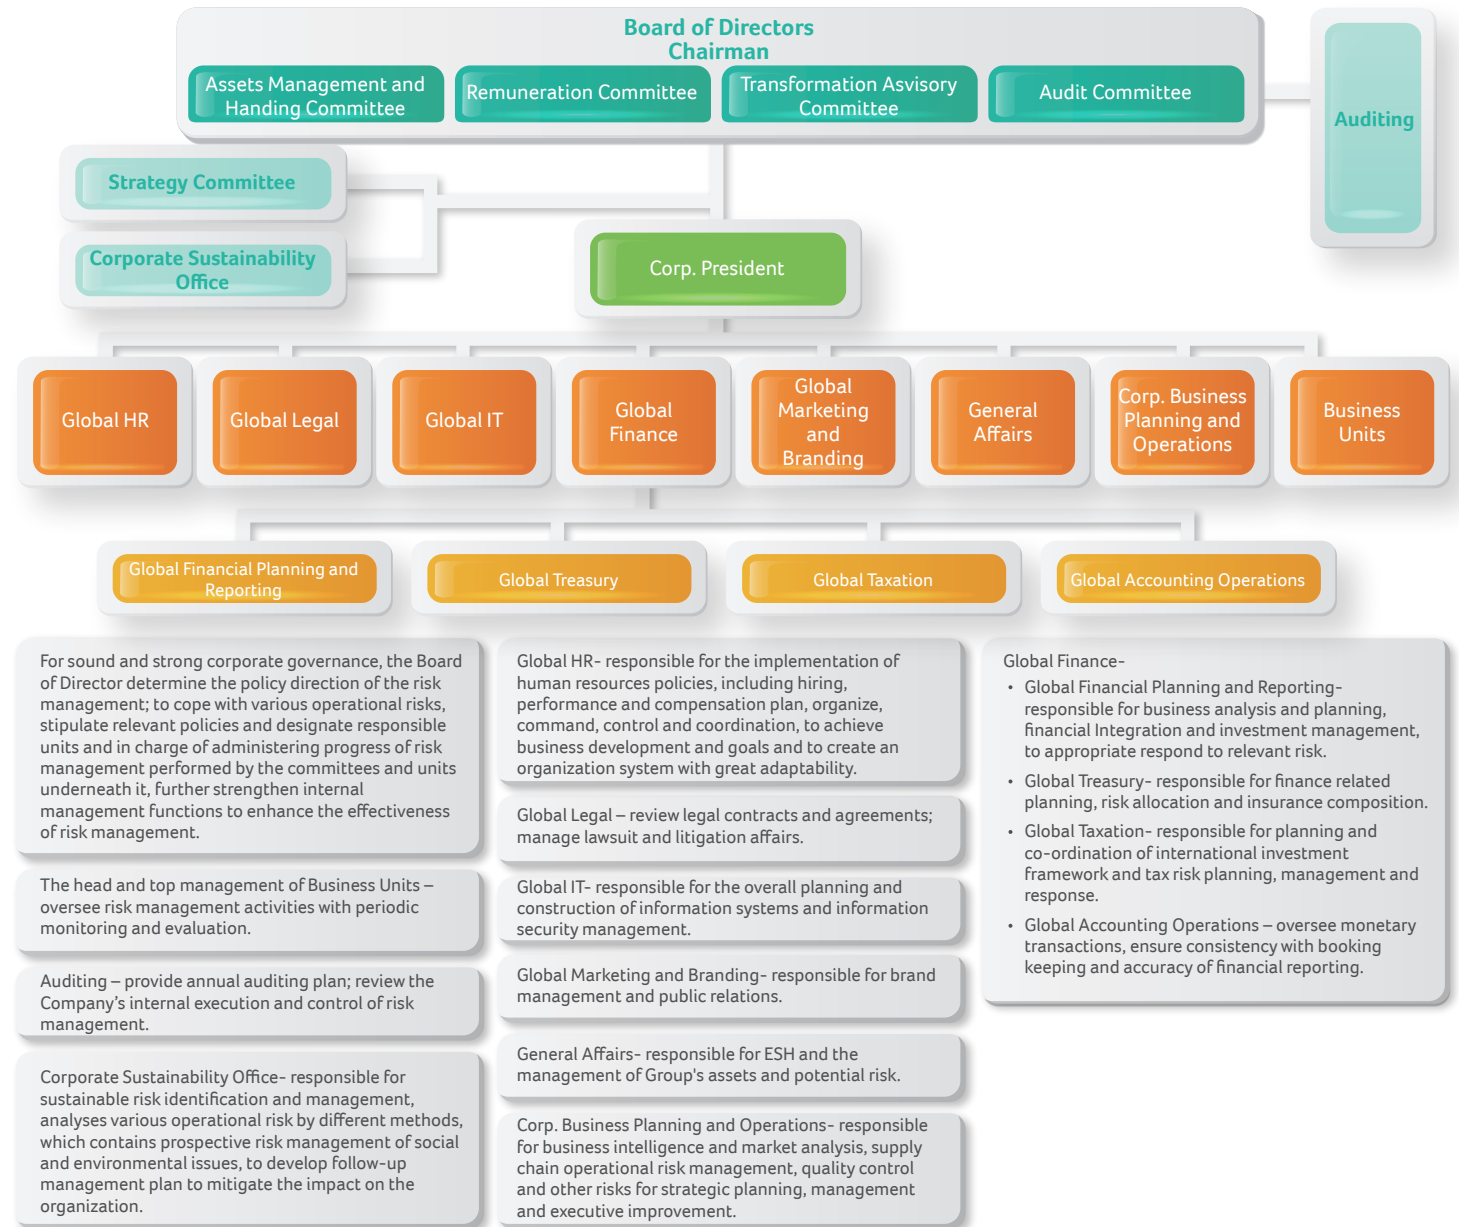 Board of Directors
Chairman
Assets Management and
Handing Committee
Remuneration Committee
Transformation Asvisory
Committee
Audit Committee
Auditing
Strategy Committee
Corporate Sustainability
Office
Corp. President
Global HR
Global Legal
Global IT
Global
Finance
Global
Marketing
and
Branding
General
Affairs
Corp. Business
Planning and
Operations
Business
Units
Global Financial Planning and
Reporting
Global Treasury
Global Taxation
Global Accounting Operations
For sound and strong corporate governance, the Board
of Director determine the policy direction of the risk
management; to cope with various operational risks,
stipulate relevant policies and designate responsible
units and in charge of administering progress of risk
management performed by the committees and units
underneath it, further strengthen internal
management functions to enhance the effectiveness
of risk management.
The head and top management of Business Units –
oversee risk management activities with periodic
monitoring and evaluation.
Auditing – provide annual auditing plan; review the
Company's internal execution and control of risk
management.
Corporate Sustainability Office- responsible for
sustainable risk identification and management,
analyses various operational risk by different methods,
which contains prospective risk management of social
and environmental issues, to develop follow-up
management plan to mitigate the impact on the
organization.
Global HR- responsible for the implementation of
human resources policies, including hiring,
performance and compensation plan, organize,
command, control and coordination, to achieve
business development and goals and to create an
organization system with great adaptability.
Global Legal – review legal contracts and agreements;
manage lawsuit and litigation affairs.
Global IT- responsible for the overall planning and
construction of information systems and information
security management.
Global Marketing and Branding- responsible for brand
management and public relations.
General Affairs- responsible for ESH and the
management of Group's assets and potential risk.
Corp. Business Planning and Operations- responsible
for business intelligence and market analysis, supply
chain operational risk management, quality control
and other risks for strategic planning, management
and executive improvement.
Global Finance-
• Global Financial Planning and Reporting-
responsible for business analysis and planning,
financial Integration and investment management,
to appropriate respond to relevant risk.
• Global Treasury- responsible for finance related
planning, risk allocation and insurance composition.
• Global Taxation- responsible for planning and
co-ordination of international investment
framework and tax risk planning, management and
response.
• Global Accounting Operations – oversee monetary
transactions, ensure consistency with booking
keeping and accuracy of financial reporting.